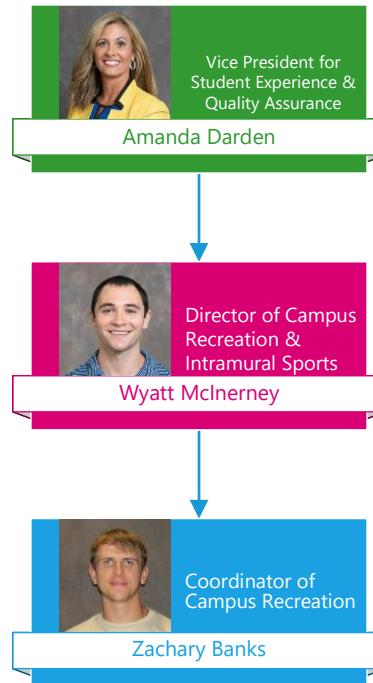 Vice President for
Student Experience &
Quality Assurance
Amanda Darden
Director of Campus
Recreation &
Intramural Sports
Wyatt McInerney
Coordinator of
Campus Recreation
Zachary Banks